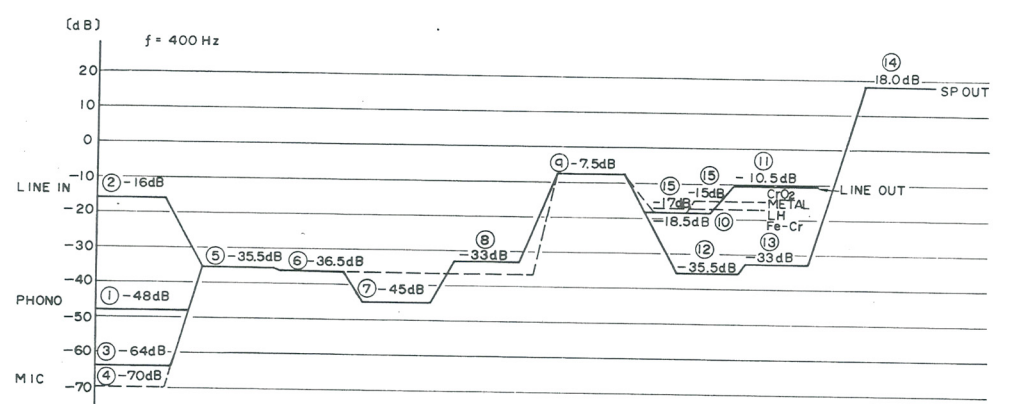 (dB)
f = 400 Hz
20
10
0
-10
LINE IN
-20
-30
-40
PHONO
-50
-60
MIC
-70
② -16dB
① -48dB
③ -64dB
④ -70dB
⑤ -35.5dB
⑥ -36.5dB
⑦ -45dB
⑧
-33dB
⑨ -7.5dB
⑮
-17dB
⑮
-15dB
-18.5dB ⑩
⑪
-10.5dB
LINE OUT
CrO2
METAL
LH
Fe-Cr
⑫
-35.5dB
⑬
-33dB
⑭
18.0dB
SP OUT